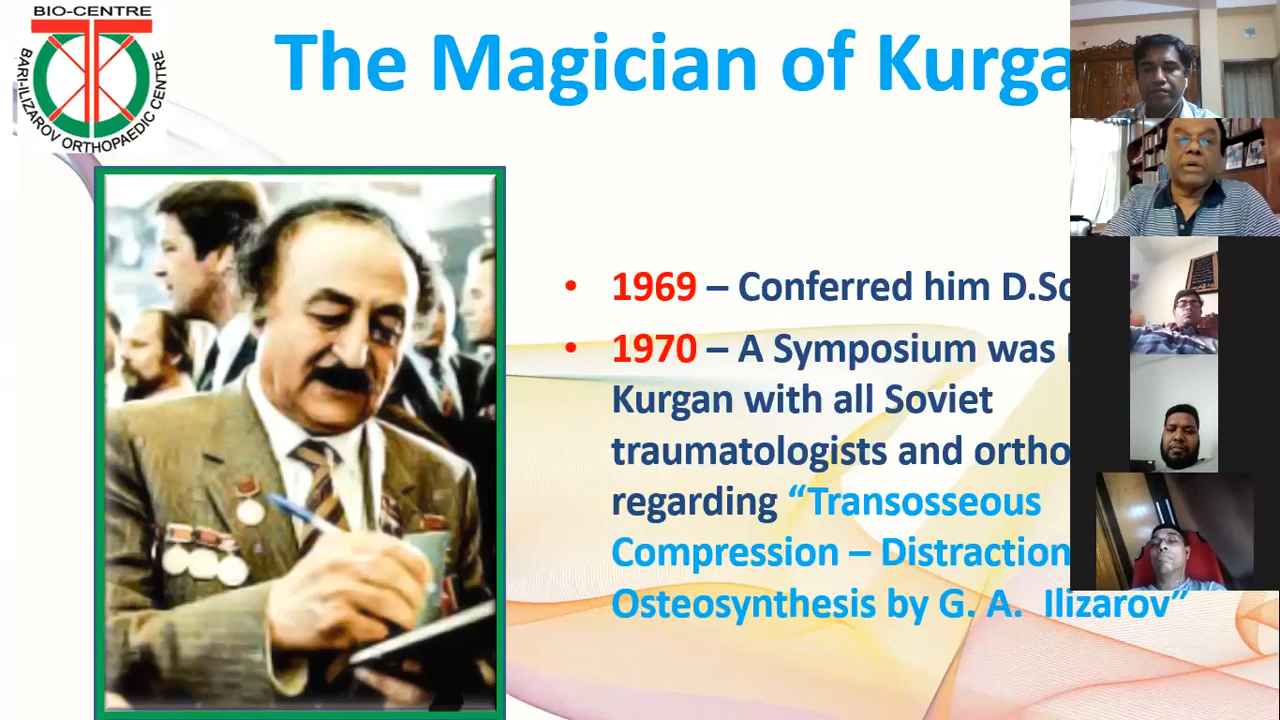 BIO-CENTRE
BARI-ILIZAROV ORTHOPAEDIC CENTRE
The Magician of Kurga
• 1969 – Conferred him D.Sc
• 1970 – A Symposium was
Kurgan with all Soviet
traumatologists and ortho
regarding “Transosseous
Compression – Distraction
Osteosynthesis by G. A. Ilizarov”